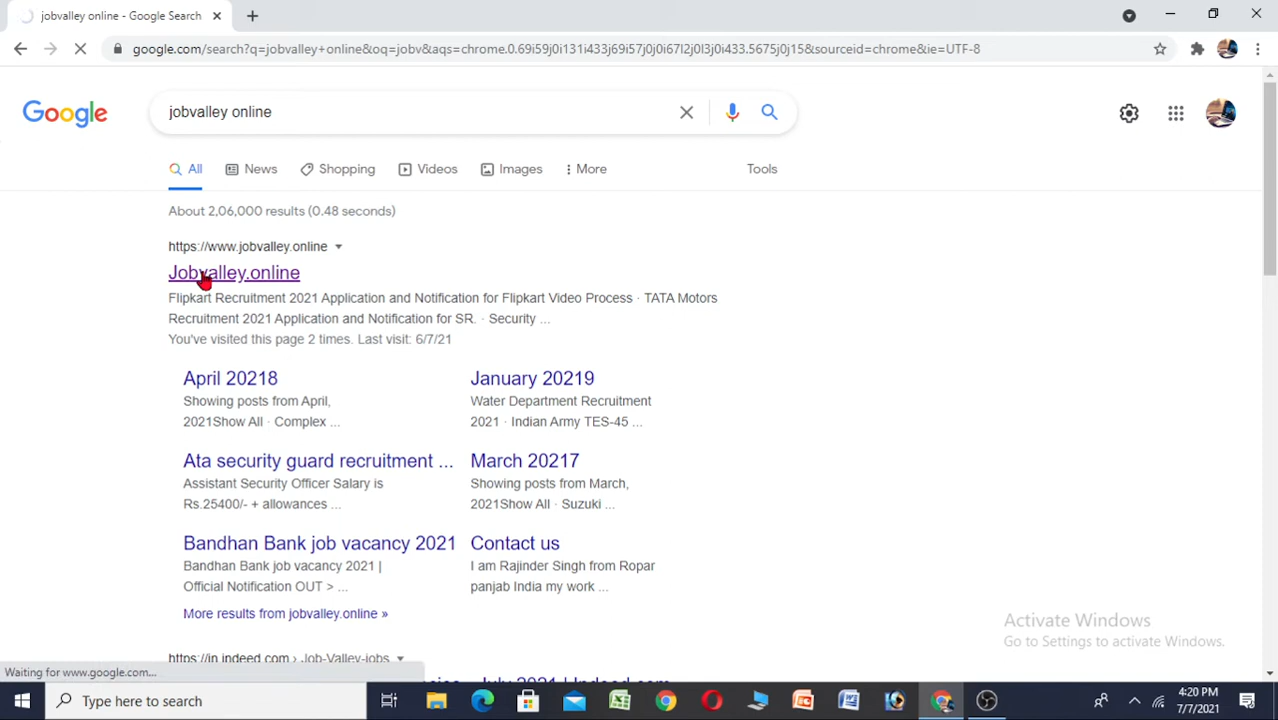 jobvalley online - Google Search
google.com/search?q=jobvalley+online&oq=jobv&aqs=chrome.0.69i59j0i131i433j69i57j0j0i67l2j0l3j0i433.5675j0j15&sourceid=chrome&ie=UTF-8
Google
jobvalley online
All News Shopping Videos Images More Tools
About 2,06,000 results (0.48 seconds)
https://www.jobvalley.online
Jobvalley.online
Flipkart Recruitment 2021 Application and Notification for Flipkart Video Process · TATA Motors
Recruitment 2021 Application and Notification for SR. · Security ...
You've visited this page 2 times. Last visit: 6/7/21
April 20218 January 20219
Showing posts from April, Water Department Recruitment
2021Show All · Complex ... 2021 · Indian Army TES-45 ...
Ata security guard recruitment ... March 20217
Assistant Security Officer Salary is Showing posts from March,
Rs.25400/- + allowances ... 2021Show All · Suzuki ...
Bandhan Bank job vacancy 2021 Contact us
Bandhan Bank job vacancy 2021 | I am Rajinder Singh from Ropar
Official Notification OUT > ... panjab India my work ...
More results from jobvalley.online »
https://in.indeed.com › Job-Valley-jobs
July 2021 | Indeed.com
Activate Windows
Go to Settings to activate Windows.
Waiting for www.google.com...
Type here to search
4:20 PM
7/7/2021